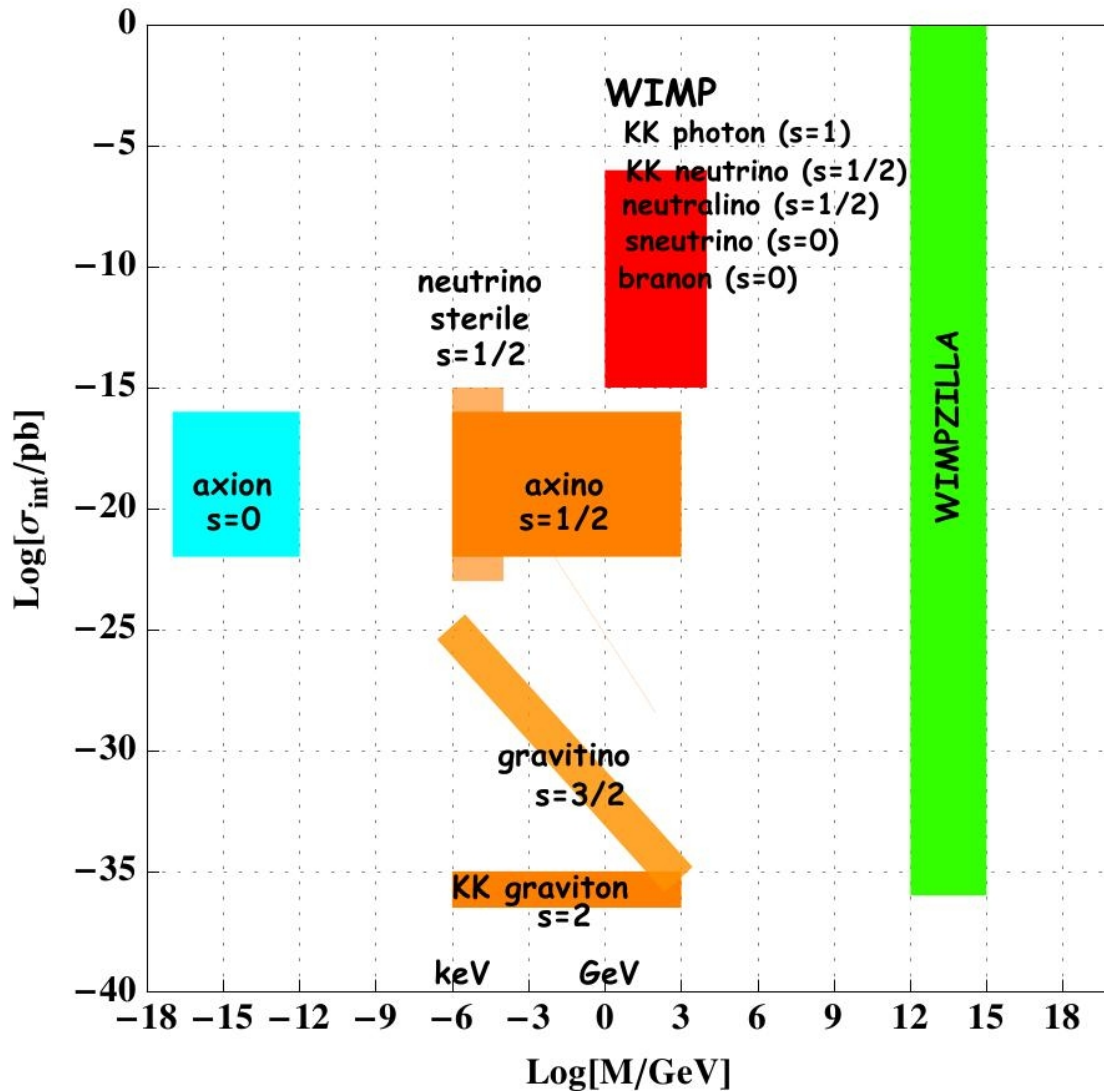 0
−5
−10
−15
−20
−25
−30
−35
−40
Log[σint/pb]
WIMP
KK photon (s=1)
KK neutrino (s=1/2)
neutralino (s=1/2)
sneutrino (s=0)
branon (s=0)
neutrino
sterile
s=1/2
axion
s=0
axino
s=1/2
WIMPZILLA
gravitino
s=3/2
KK graviton
s=2
keV GeV
−18 −15 −12 −9 −6 −3 0 3 6 9 12 15 18
Log[M/GeV]